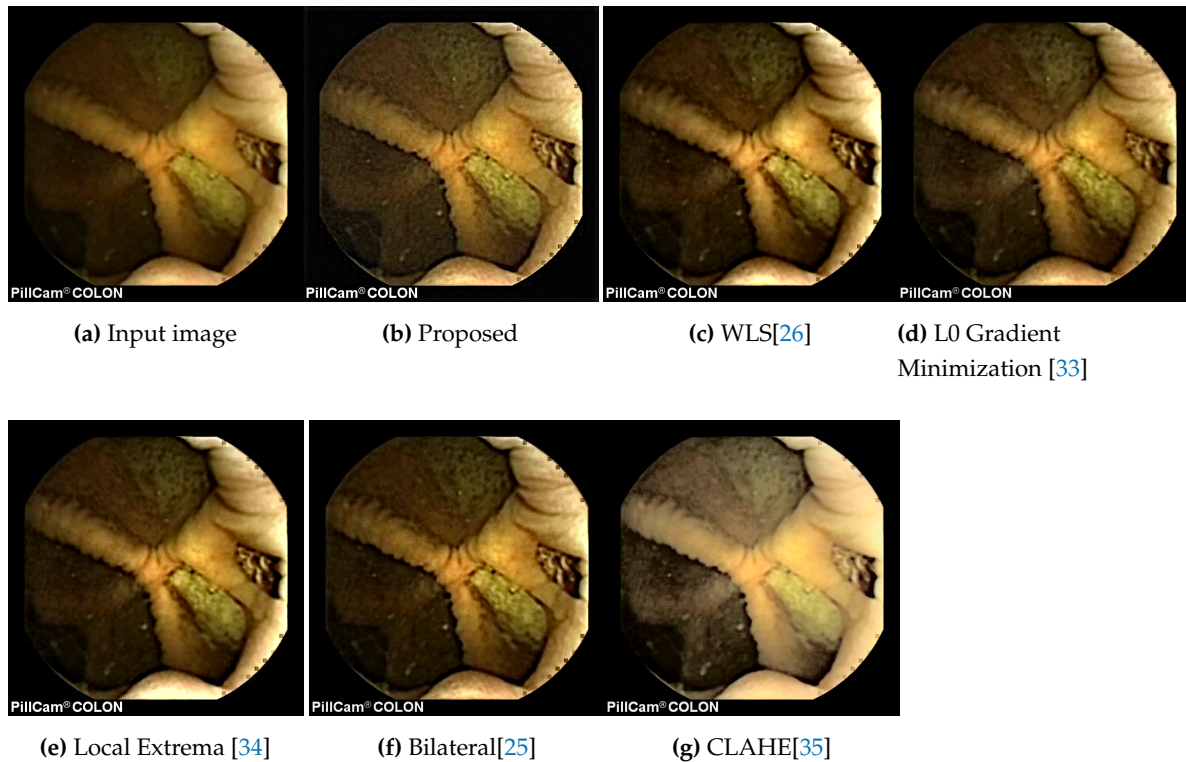 PillCam® COLON
PillCam® COLON
PillCam® COLON
PillCam® COLON
(a) Input image
(b) Proposed
(c) WLS[26]
(d) L0 Gradient
Minimization [33]
PillCam® COLON
PillCam® COLON
PillCam® COLON
(e) Local Extrema [34]
(f) Bilateral[25]
(g) CLAHE[35]